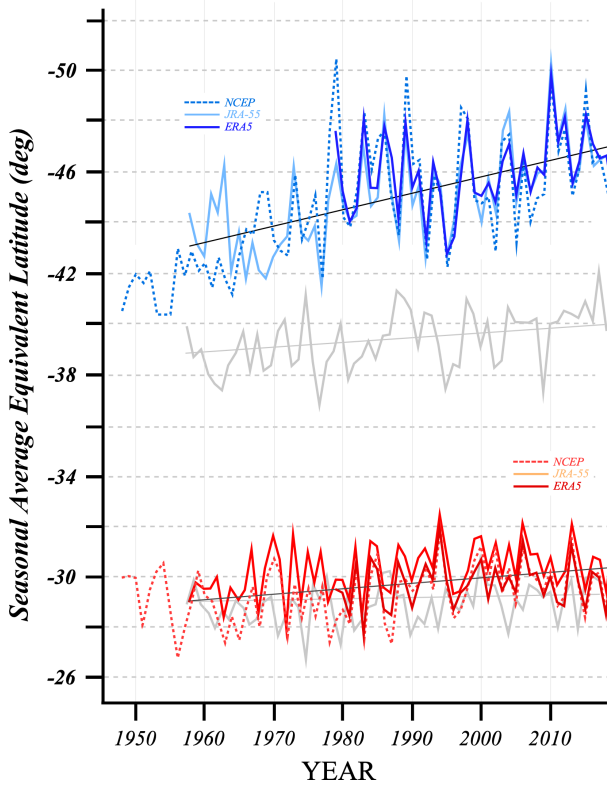 Seasonal Average Equivalent Latitude (deg)
-50
-46
-42
-38
-34
-30
-26
NCEP
JRA-55
ERA5
NCEP
JRA-55
ERA5
1950 1960 1970 1980 1990 2000 2010
YEAR